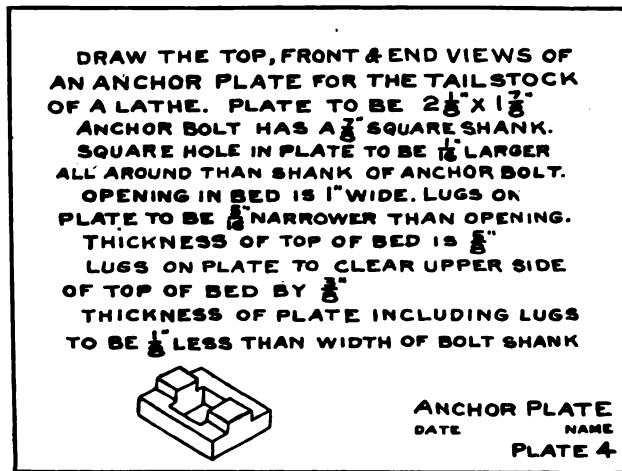 DRAW THE TOP, FRONT & END VIEWS OF
AN ANCHOR PLATE FOR THE TAILSTOCK
OF A LATHE. PLATE TO BE 2 1/8" X 1 7/8"
ANCHOR BOLT HAS A 7/8" SQUARE SHANK.
SQUARE HOLE IN PLATE TO BE 1/16" LARGER
ALL AROUND THAN SHANK OF ANCHOR BOLT.
OPENING IN BED IS 1" WIDE. LUGS ON
PLATE TO BE NARROWER THAN OPENING.
THICKNESS OF TOP OF BED IS 5/8"
LUGS ON PLATE TO CLEAR UPPER SIDE
OF TOP OF BED BY 3/8"
THICKNESS OF PLATE INCLUDING LUGS
TO BE 1/8" LESS THAN WIDTH OF BOLT SHANK
ANCHOR PLATE
DATE NAME
PLATE 4